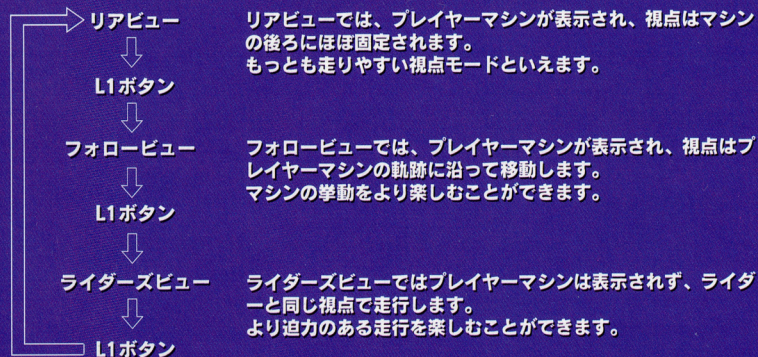 リアビュー
リアビューでは、プレイヤーマシンが表示され、視点はマシン
の後ろにほぼ固定されます。
もっとも走りやすい視点モードといえます。
L1ボタン
フォロービュー
フォロービューでは、プレイヤーマシンが表示され、視点はプ
レイヤーマシンの軌跡に沿って移動します。
マシンの挙動をより楽しむことができます。
L1ボタン
ライダーズビュー
ライダーズビューではプレイヤーマシンは表示されず、ライダ
ーと同じ視点で走行します。
より迫力のある走行を楽しむことができます。
L1ボタン